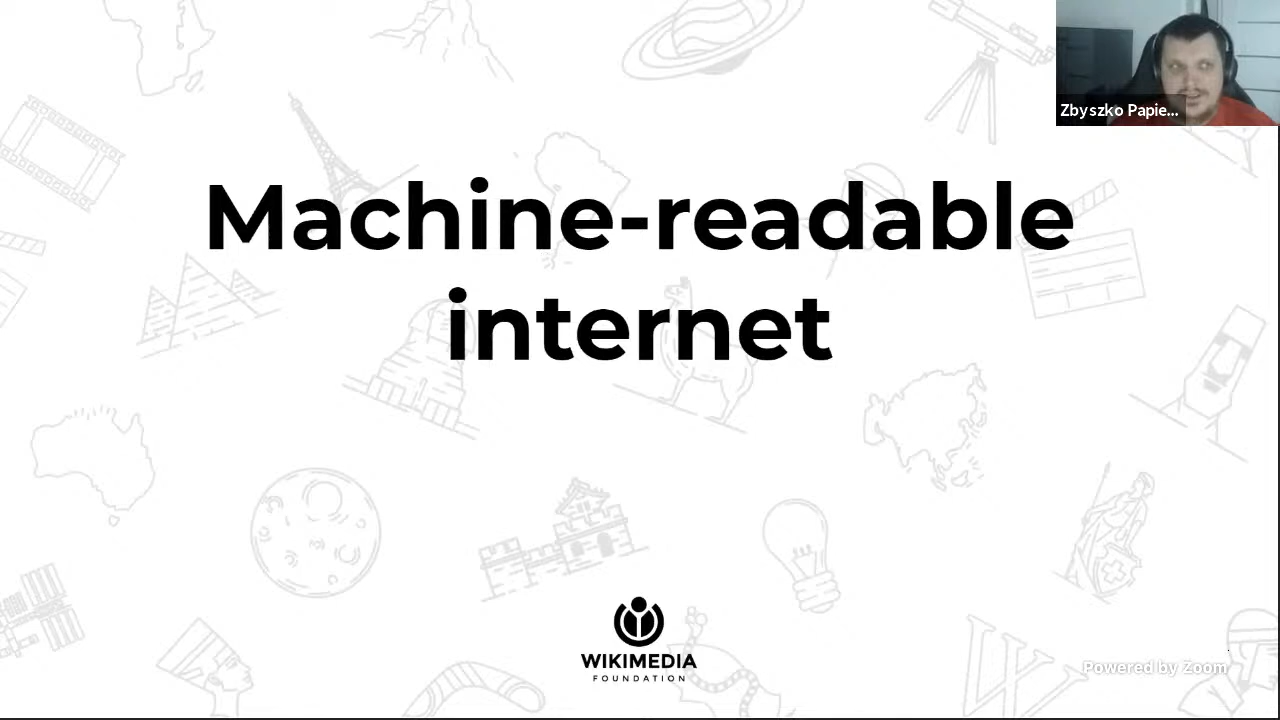 Zbyszko Papie...
Machine-readable
internet
WIKIMEDIA
FOUNDATION
Powered by Zoom